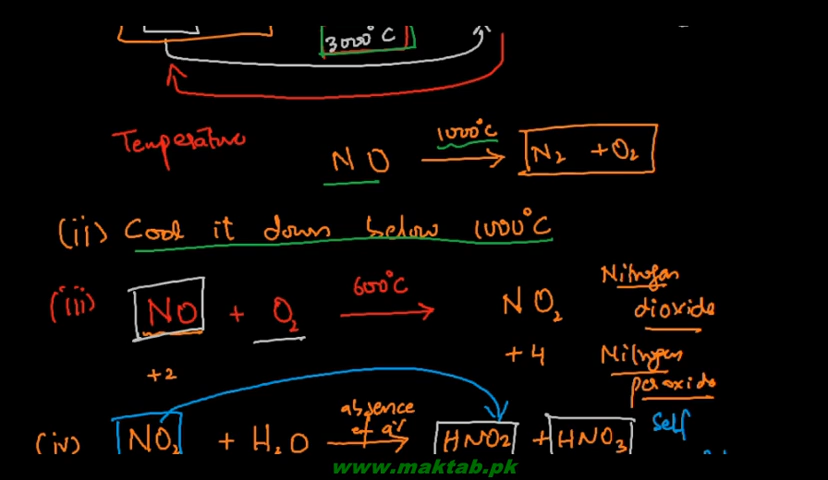 3000°C
Temperature
NO 1000°C → N₂ + O₂
(ii) Cool it down below 1000°C
(iii) NO + O₂ 600°C → NO₂ Nitrogen dioxide
+2 +4 Nitrogen peroxide
(iv) NO₂ + H₂O absence of air → HNO₂ + HNO₃ Self
www.maktab.pk